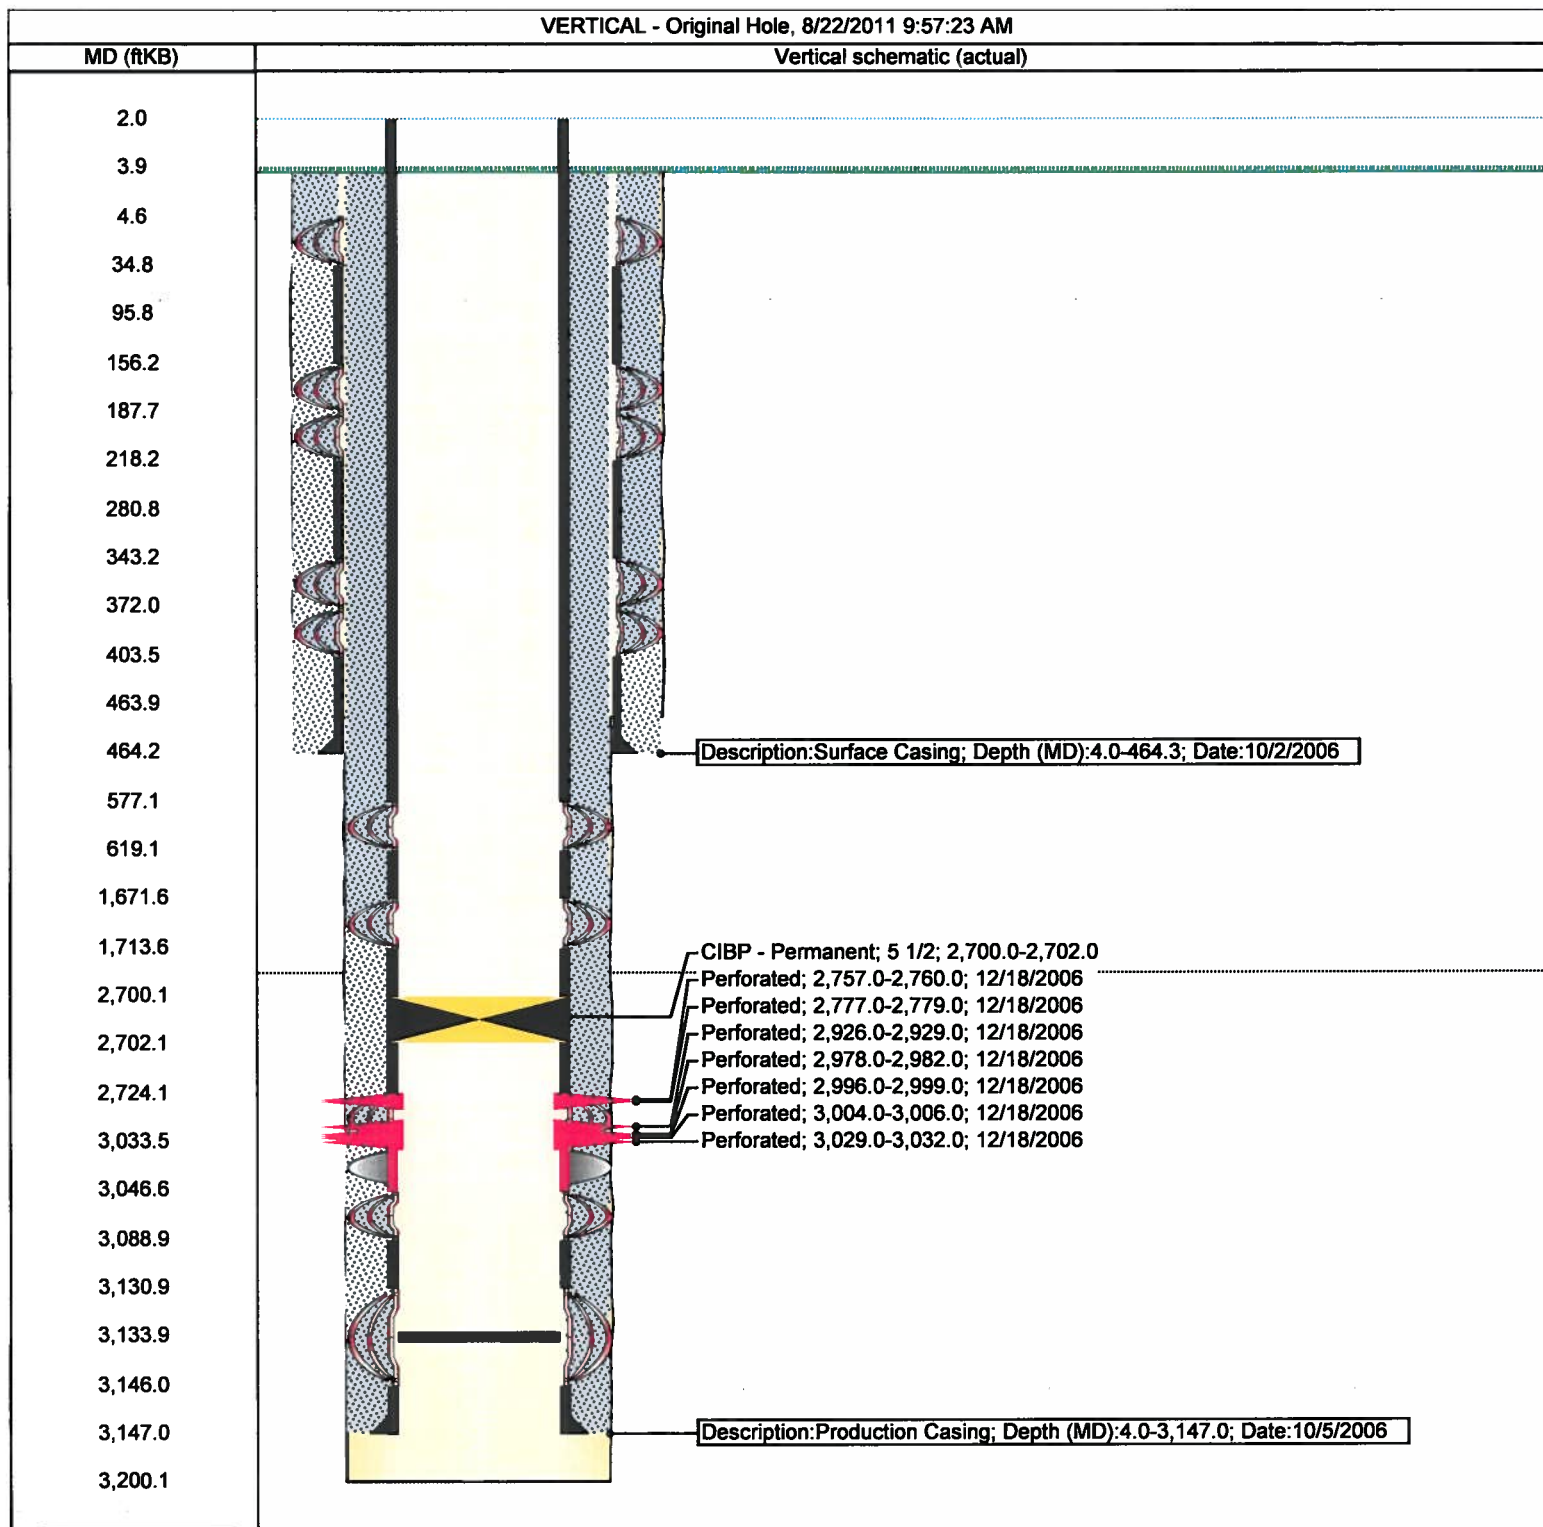 VERTICAL - Original Hole, 8/22/2011 9:57:23 AM
MD (ftKB)
Vertical schematic (actual)
2.0
3.9
4.6
34.8
95.8
156.2
187.7
218.2
280.8
343.2
372.0
403.5
463.9
464.2
Description:Surface Casing; Depth (MD):4.0-464.3; Date:10/2/2006
577.1
619.1
1,671.6
1,713.6
CIBP - Permanent; 5 1/2; 2,700.0-2,702.0
Perforated; 2,757.0-2,760.0; 12/18/2006
2,700.1
Perforated; 2,777.0-2,779.0; 12/18/2006
Perforated; 2,926.0-2,929.0; 12/18/2006
2,702.1
Perforated; 2,978.0-2,982.0; 12/18/2006
Perforated; 2,996.0-2,999.0; 12/18/2006
2,724.1
Perforated; 3,004.0-3,006.0; 12/18/2006
Perforated; 3,029.0-3,032.0; 12/18/2006
3,033.5
3,046.6
3,088.9
3,130.9
3,133.9
3,146.0
3,147.0
Description:Production Casing; Depth (MD):4.0-3,147.0; Date:10/5/2006
3,200.1